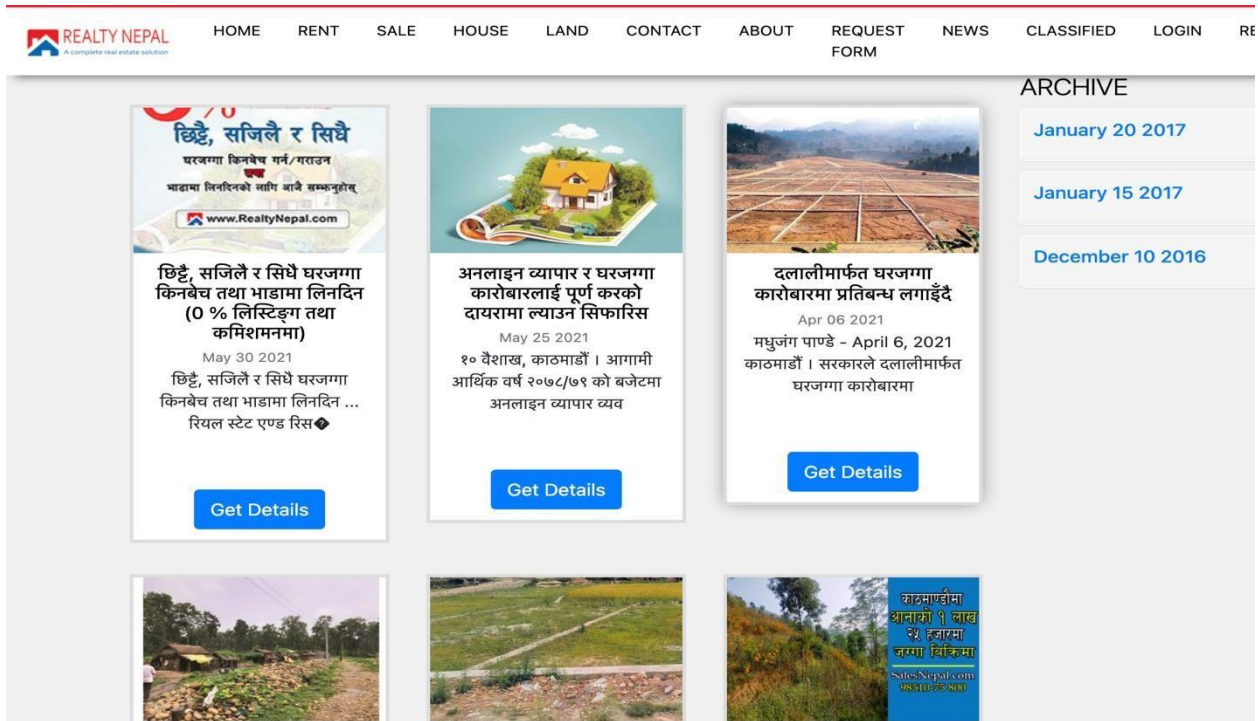 REALTY NEPAL
A complete real estate solution
HOME RENT SALE HOUSE LAND CONTACT ABOUT REQUEST FORM NEWS CLASSIFIED LOGIN
ARCHIVE
January 20 2017
January 15 2017
December 10 2016
छिट्टै, सजिलै र सिधै
घरजग्गा किनबेच गर्न/गराउन
एवं
भाडामा लिनदिनको लागि आजै सम्झनुहोस्
www.RealtyNepal.com
छिट्टै, सजिलै र सिधै घरजग्गा
किनबेच तथा भाडामा लिनदिन
(0 % लिस्टिङ्ग तथा
कमिशमनमा)
May 30 2021
छिट्टै, सजिलै र सिधै घरजग्गा
किनबेच तथा भाडामा लिनदिन ...
रियल स्टेट एण्ड रिस�
Get Details
अनलाइन व्यापार र घरजग्गा
कारोबारलाई पूर्ण करको
दायरामा ल्याउन सिफारिस
May 25 2021
१० वैशाख, काठमाडौं । आगामी
आर्थिक वर्ष २०७८/७९ को बजेटमा
अनलाइन व्यापार व्यव
Get Details
दलालीमार्फत घरजग्गा
कारोबारमा प्रतिबन्ध लगाइँदै
Apr 06 2021
मधुजंग पाण्डे - April 6, 2021
काठमाडौं । सरकारले दलालीमार्फत
घरजग्गा कारोबारमा
Get Details
काठमाण्डौमा
आनाको १ लाख
२५ हजारमा
जग्गा बिक्रिमा
SalesNepal.com
98510-75 800